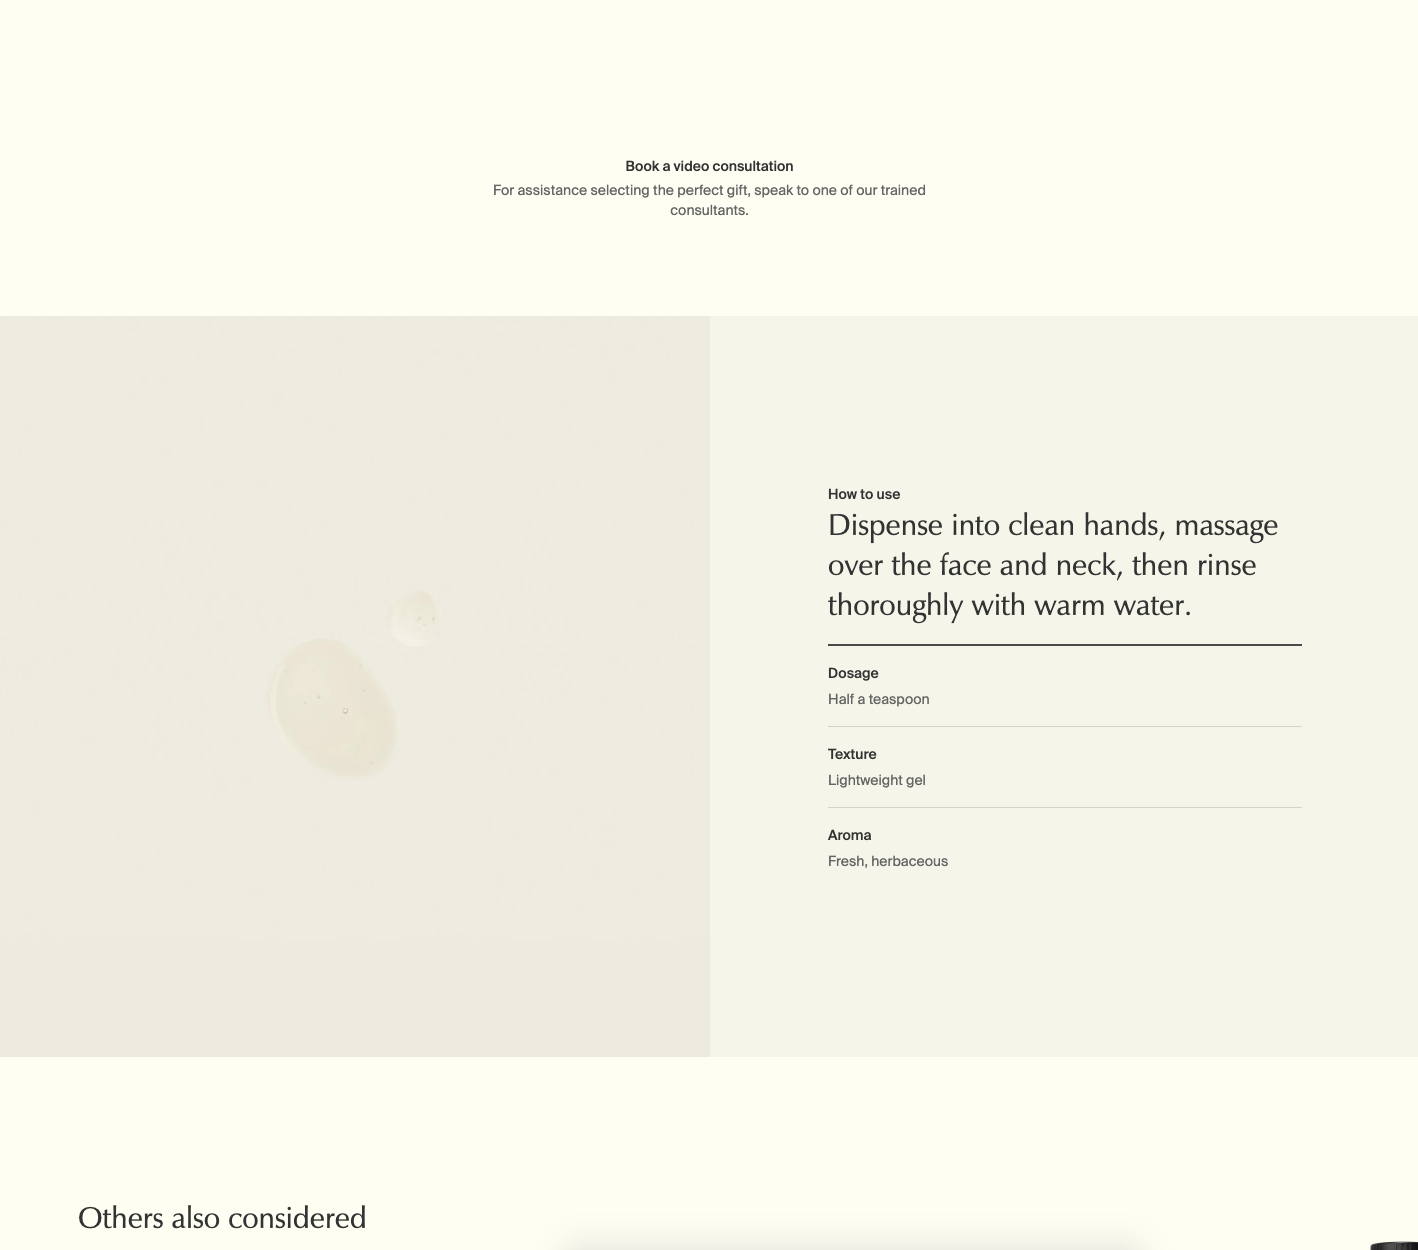 Book a video consultation
For assistance selecting the perfect gift, speak to one of our trained
consultants.
How to use
Dispense into clean hands, massage
over the face and neck, then rinse
thoroughly with warm water.
Dosage
Half a teaspoon
Texture
Lightweight gel
Aroma
Fresh, herbaceous
Others also considered